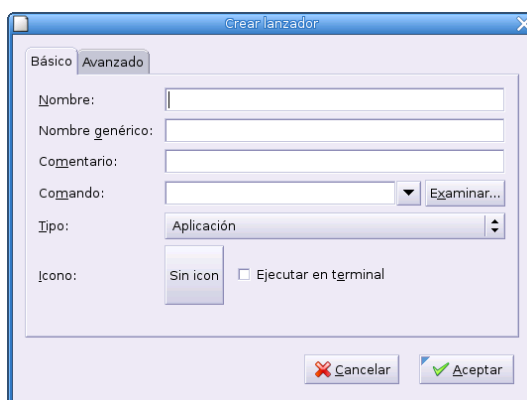 Crear lanzador
Básico Avanzado
Nombre:
Nombre genérico:
Comentario:
Comando: Examinar...
Tipo: Aplicación
Icono: Sin icon Ejecutar en terminal
Cancelar Aceptar